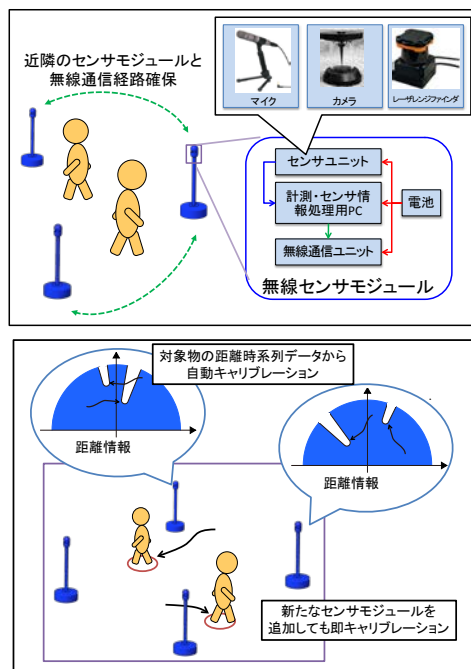 近隣のセンサモジュールと
無線通信経路確保
マイク
カメラ
レーザレンジファインダ
センサユニット
計測・センサ情
報処理用PC
電池
無線通信ユニット
無線センサモジュール
対象物の距離時系列データから
自動キャリブレーション
距離情報
距離情報
新たなセンサモジュールを
追加しても即キャリブレーション